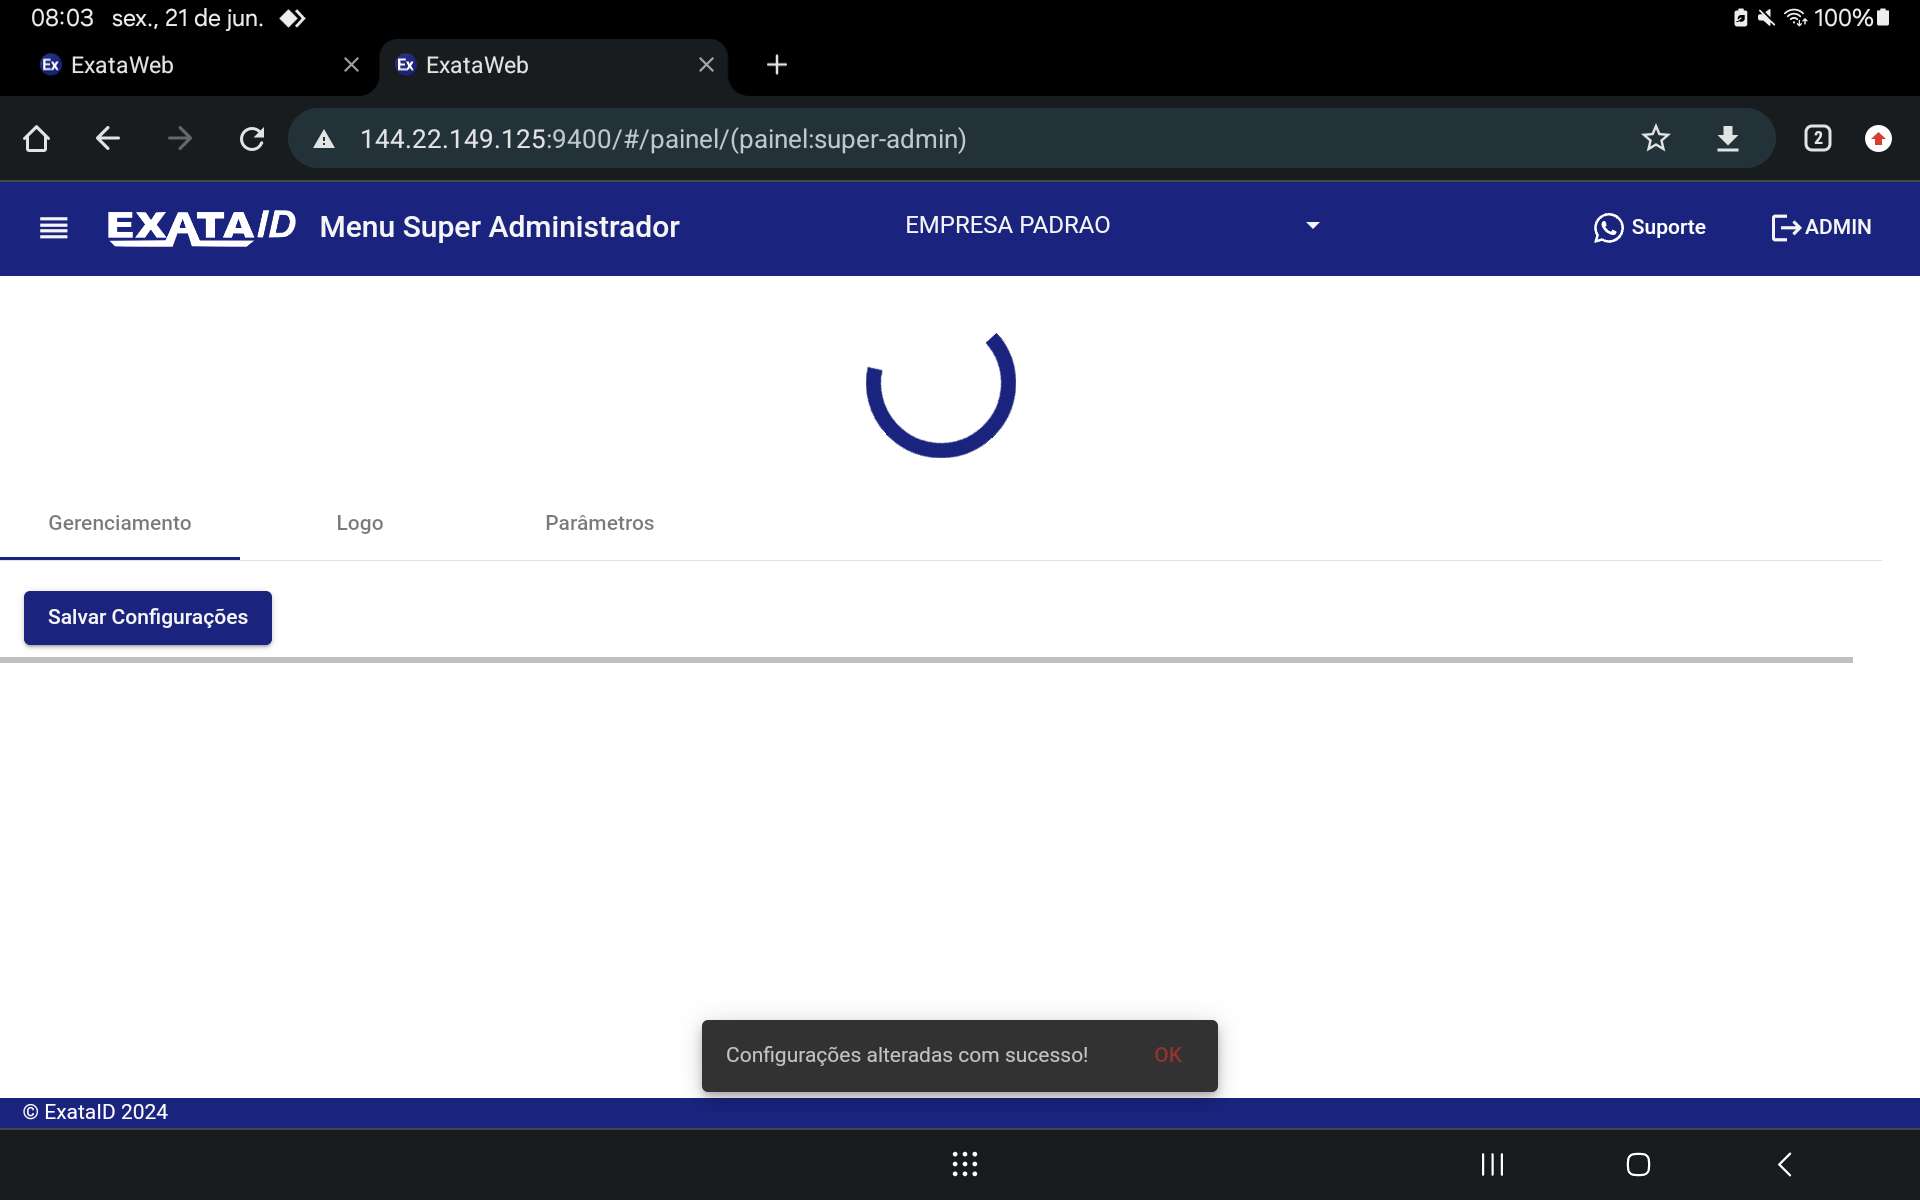 08:03 sex., 21 de jun. 100%
Ex ExataWeb Ex ExataWeb
144.22.149.125:9400/#/painel/(painel:super-admin) 2
EXATAID Menu Super Administrador EMPRESA PADRAO Suporte ADMIN
Gerenciamento Logo Parâmetros
Salvar Configurações
Configurações alteradas com sucesso! OK
© ExataID 2024